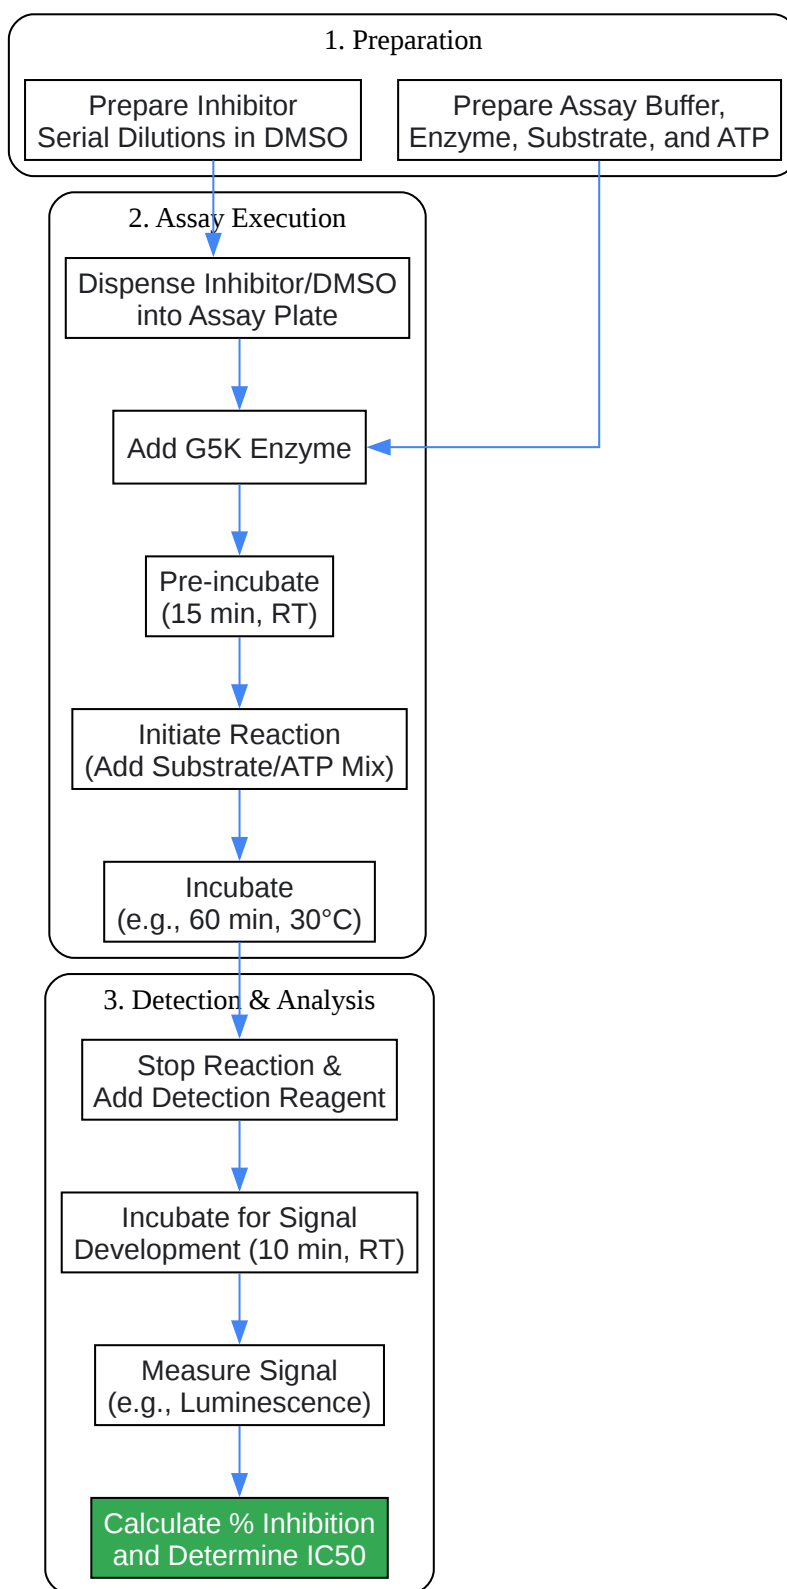 1. Preparation
Prepare Inhibitor
Serial Dilutions in DMSO
Prepare Assay Buffer,
Enzyme, Substrate, and ATP
2. Assay Execution
Dispense Inhibitor/DMSO
into Assay Plate
Add G5K Enzyme
Pre-incubate
(15 min, RT)
Initiate Reaction
(Add Substrate/ATP Mix)
Incubate
(e.g., 60 min, 30°C)
3. Detection & Analysis
Stop Reaction &
Add Detection Reagent
Incubate for Signal
Development (10 min, RT)
Measure Signal
(e.g., Luminescence)
Calculate % Inhibition
and Determine IC50